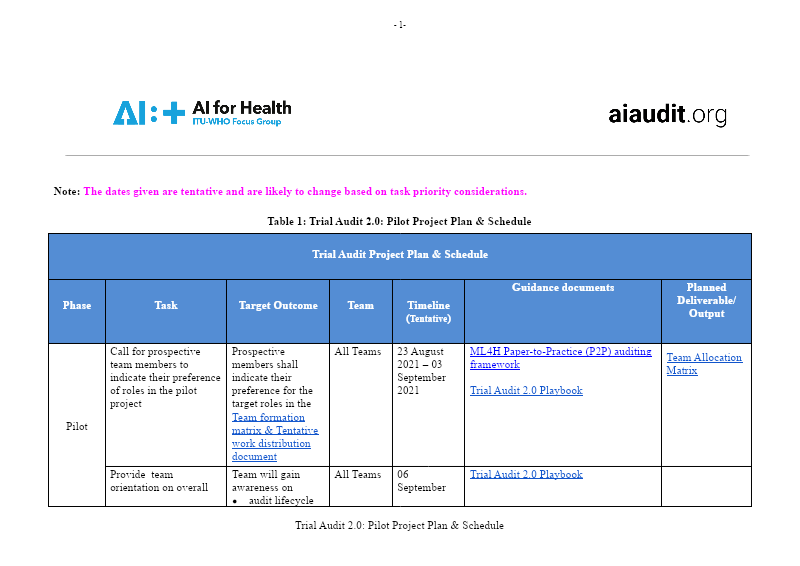 - 1-
AI:+ AI for Health
ITU-WHO Focus Group
aiaudit.org
Note: The dates given are tentative and are likely to change based on task priority considerations.
Table 1: Trial Audit 2.0: Pilot Project Plan & Schedule
Trial Audit Project Plan & Schedule
Phase
Task
Target Outcome
Team
Timeline
(Tentative)
Guidance documents
Planned
Deliverable/
Output
Pilot
Call for prospective
team members to
indicate their preference
of roles in the pilot
project
Prospective
members shall
indicate their
preference for the
target roles in the
Team formation
matrix & Tentative
work distribution
document
All Teams
23 August
2021 – 03
September
2021
ML4H Paper-to-Practice (P2P) auditing
framework
Trial Audit 2.0 Playbook
Team Allocation
Matrix
Provide team
orientation on overall
Team will gain
awareness on
• audit lifecycle
All Teams
06
September
Trial Audit 2.0 Playbook
Trial Audit 2.0: Pilot Project Plan & Schedule